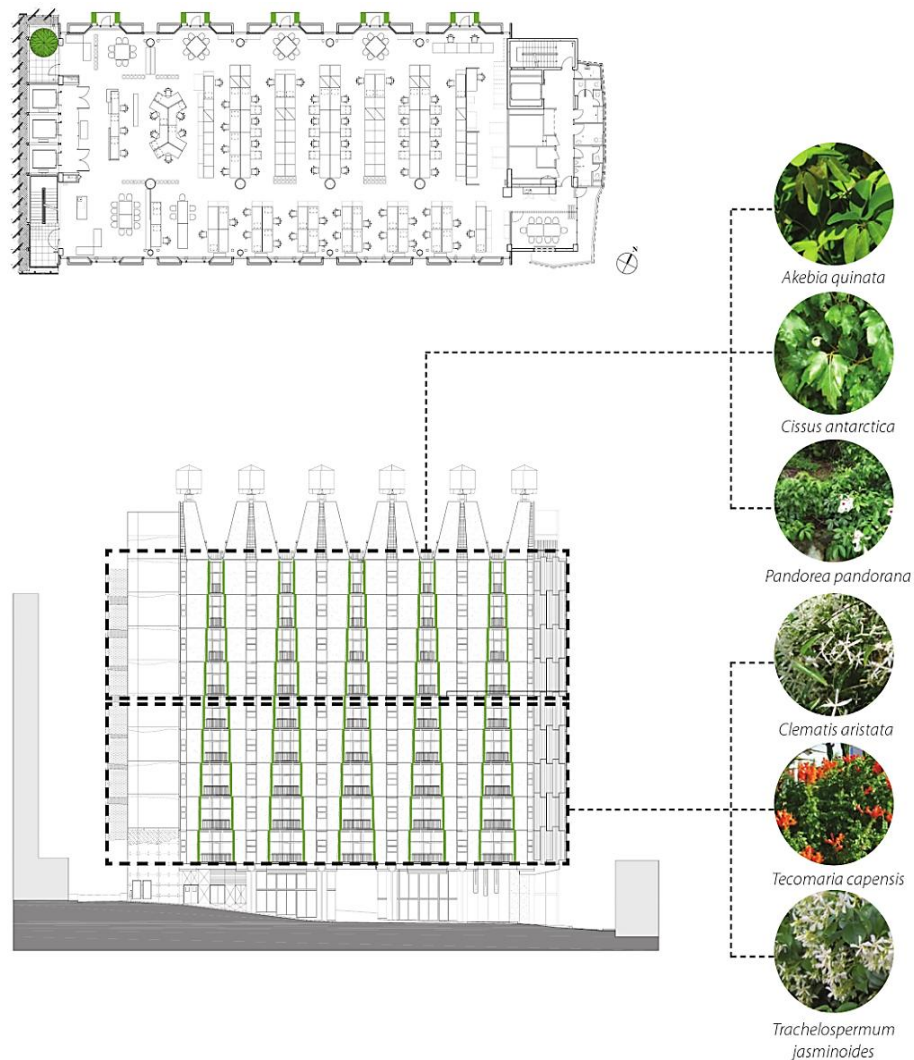 N
Akebia quinata
Cissus antarctica
Pandorea pandorana
Clematis aristata
Tecomaria capensis
Trachelospermum
jasminoides